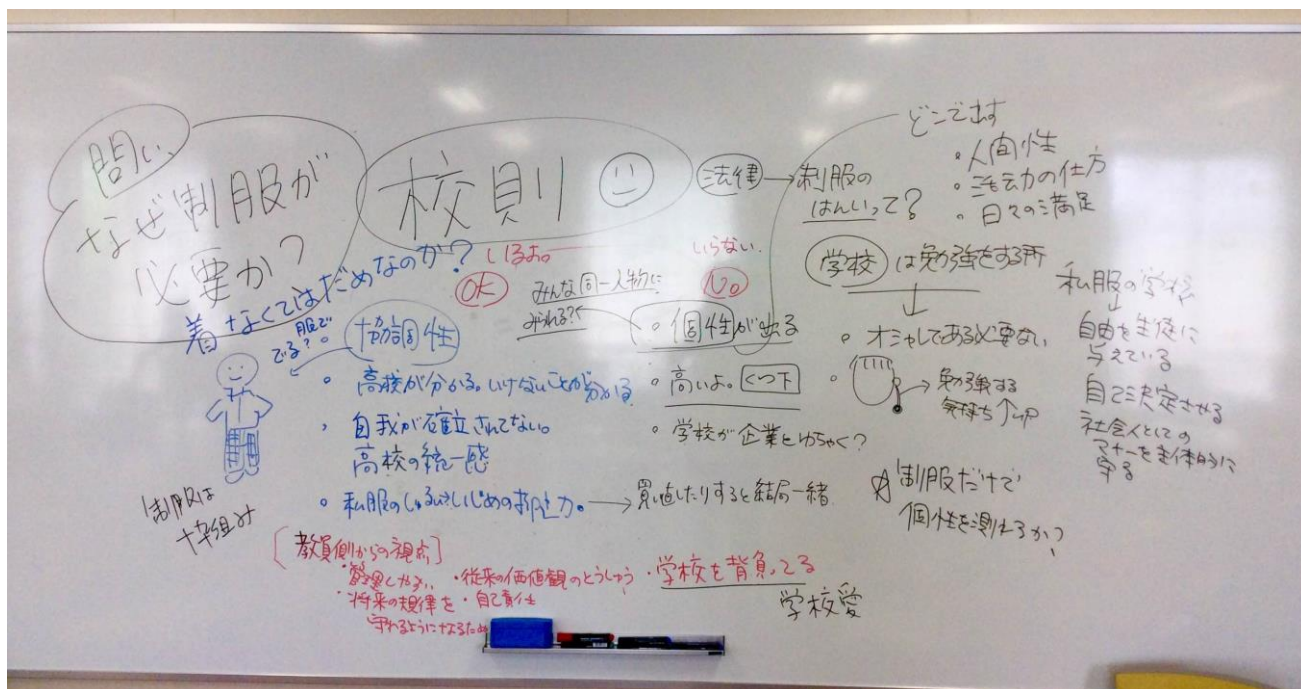 問い、
なぜ制服が
必要か?
校則
法律→制服の
はんいって?
どこで出す
・人間性
・活動の仕方
・日々の満足
着なくてはだめなのか?
いるよ。
いらない
OK
No
みんな同一人物に
みられる?
服で
でる?
協調性
・高校が分かる。いけないことが分かる
・自我が確立されてない。
高校の統一感
・私服のしゅるい→いじめの抑止力。→買い直したりすると結局一緒
・個性が出る
・高いよ。くつ下
・学校が企業とゆちゃく?
学校は勉強をする所
・オシャレである必要ない
・→勉強する
気持ち↑up
☆制服だけで
個性を測れるか?
私服の学校
↓
自由を生徒に
与えている
自己決定させる
社会人としての
マナーを主体的に
守る
制服は
枠組み
[教員側からの視点]
・管理しやすい ・従来の価値観のとうしゅう ・学校を背負ってる
・将来の規律を ・自己責任
守れるようになるため
学校愛